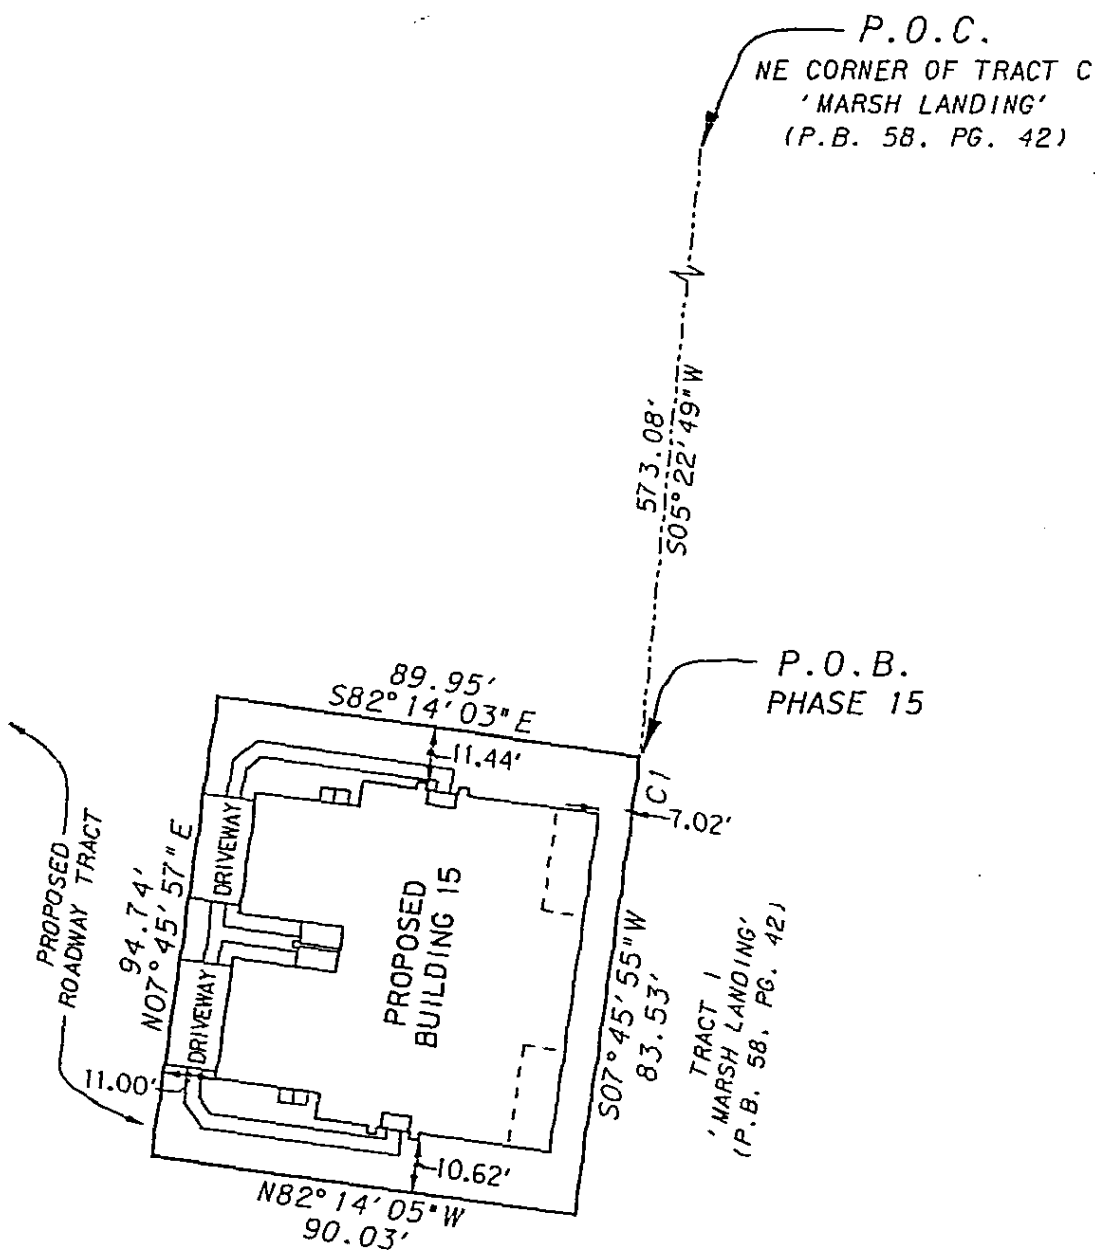 P.O.C.
NE CORNER OF TRACT C
'MARSH LANDING'
(P.B. 58. PG. 42)
573.08'
S05°22'49"W
P.O.B.
PHASE 15
89.95'
S82°14'03"E
11.44'
C1
7.02'
DRIVEWAY
PROPOSED
ROADWAY TRACT
94.74'
N07°45'57"E
PROPOSED
BUILDING 15
S07°45'55"W
83.53'
TRACT 1
'MARSH LANDING'
(P.B. 58. PG. 42)
DRIVEWAY
11.00'
10.62'
N82°14'05"W
90.03'